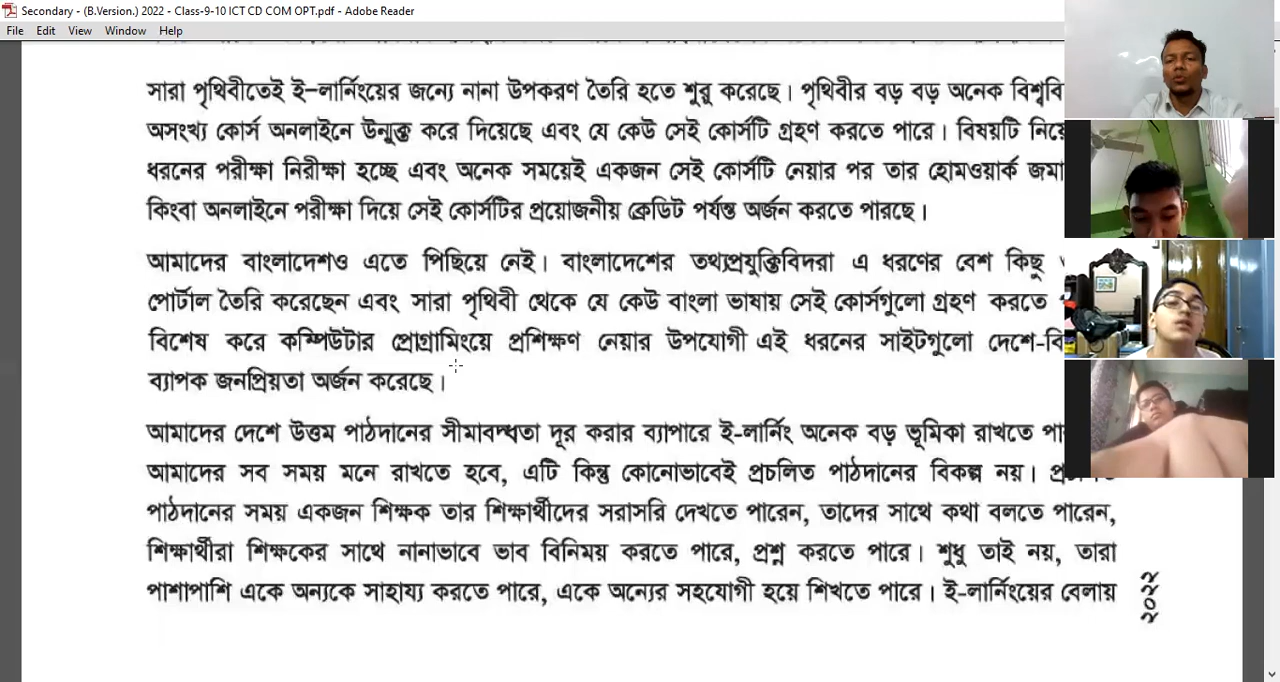 Secondary - (B.Version.) 2022 - Class-9-10 ICT CD COM OPT.pdf - Adobe Reader
File Edit View Window Help
সারা পৃথিবীতেই ই-লার্নিংয়ের জন্যে নানা উপকরণ তৈরি হতে শুরু করেছে। পৃথিবীর বড় বড় অনেক
অসংখ্য কোর্স অনলাইনে উন্মুক্ত করে দিয়েছে এবং যে কেউ সেই কোর্সটি গ্রহণ করতে পারে। বিষয়টি
ধরনের পরীক্ষা নিরীক্ষা হচ্ছে এবং অনেক সময়েই একজন সেই কোর্সটি নেয়ার পর তার হোমওয়ার্ক
কিংবা অনলাইনে পরীক্ষা দিয়ে সেই কোর্সটির প্রয়োজনীয় ক্রেডিট পর্যন্ত অর্জন করতে পারছে।
আমাদের বাংলাদেশও এতে পিছিয়ে নেই। বাংলাদেশের তথ্যপ্রযুক্তিবিদরা এ ধরণের বেশ কিছু
পোর্টাল তৈরি করেছেন এবং সারা পৃথিবী থেকে যে কেউ বাংলা ভাষায় সেই কোর্সগুলো গ্রহণ করতে
বিশেষ করে কম্পিউটার প্রোগ্রামিংয়ে প্রশিক্ষণ নেয়ার উপযোগী এই ধরনের সাইটগুলো
ব্যাপক জনপ্রিয়তা অর্জন করেছে।
আমাদের দেশে উত্তম পাঠদানের সীমাবদ্ধতা দূর করার ব্যাপারে ই-লার্নিং অনেক বড় ভূমিকা রাখতে
আমাদের সব সময় মনে রাখতে হবে, এটি কিন্তু কোনোভাবেই প্রচলিত পাঠদানের বিকল্প নয়।
পাঠদানের সময় একজন শিক্ষক তার শিক্ষার্থীদের সরাসরি দেখতে পারেন, তাদের সাথে কথা বলতে পারেন,
শিক্ষার্থীরা শিক্ষকের সাথে নানাভাবে ভাব বিনিময় করতে পারে, প্রশ্ন করতে পারে। শুধু তাই নয়, তারা
পাশাপাশি একে অন্যকে সাহায্য করতে পারে, একে অন্যের সহযোগী হয়ে শিখতে পারে। ই-লার্নিংয়ের বেলায়
২০২২